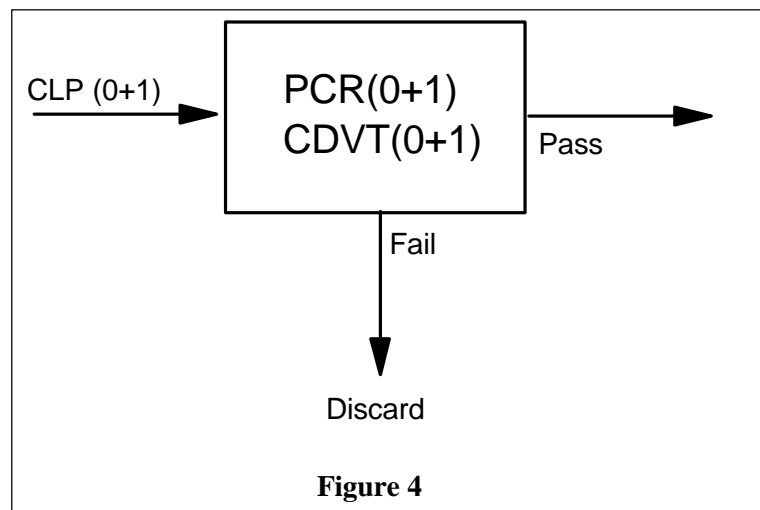 CLP (0+1)
PCR(0+1)
CDVT(0+1)
Pass
Fail
Discard
Figure 4